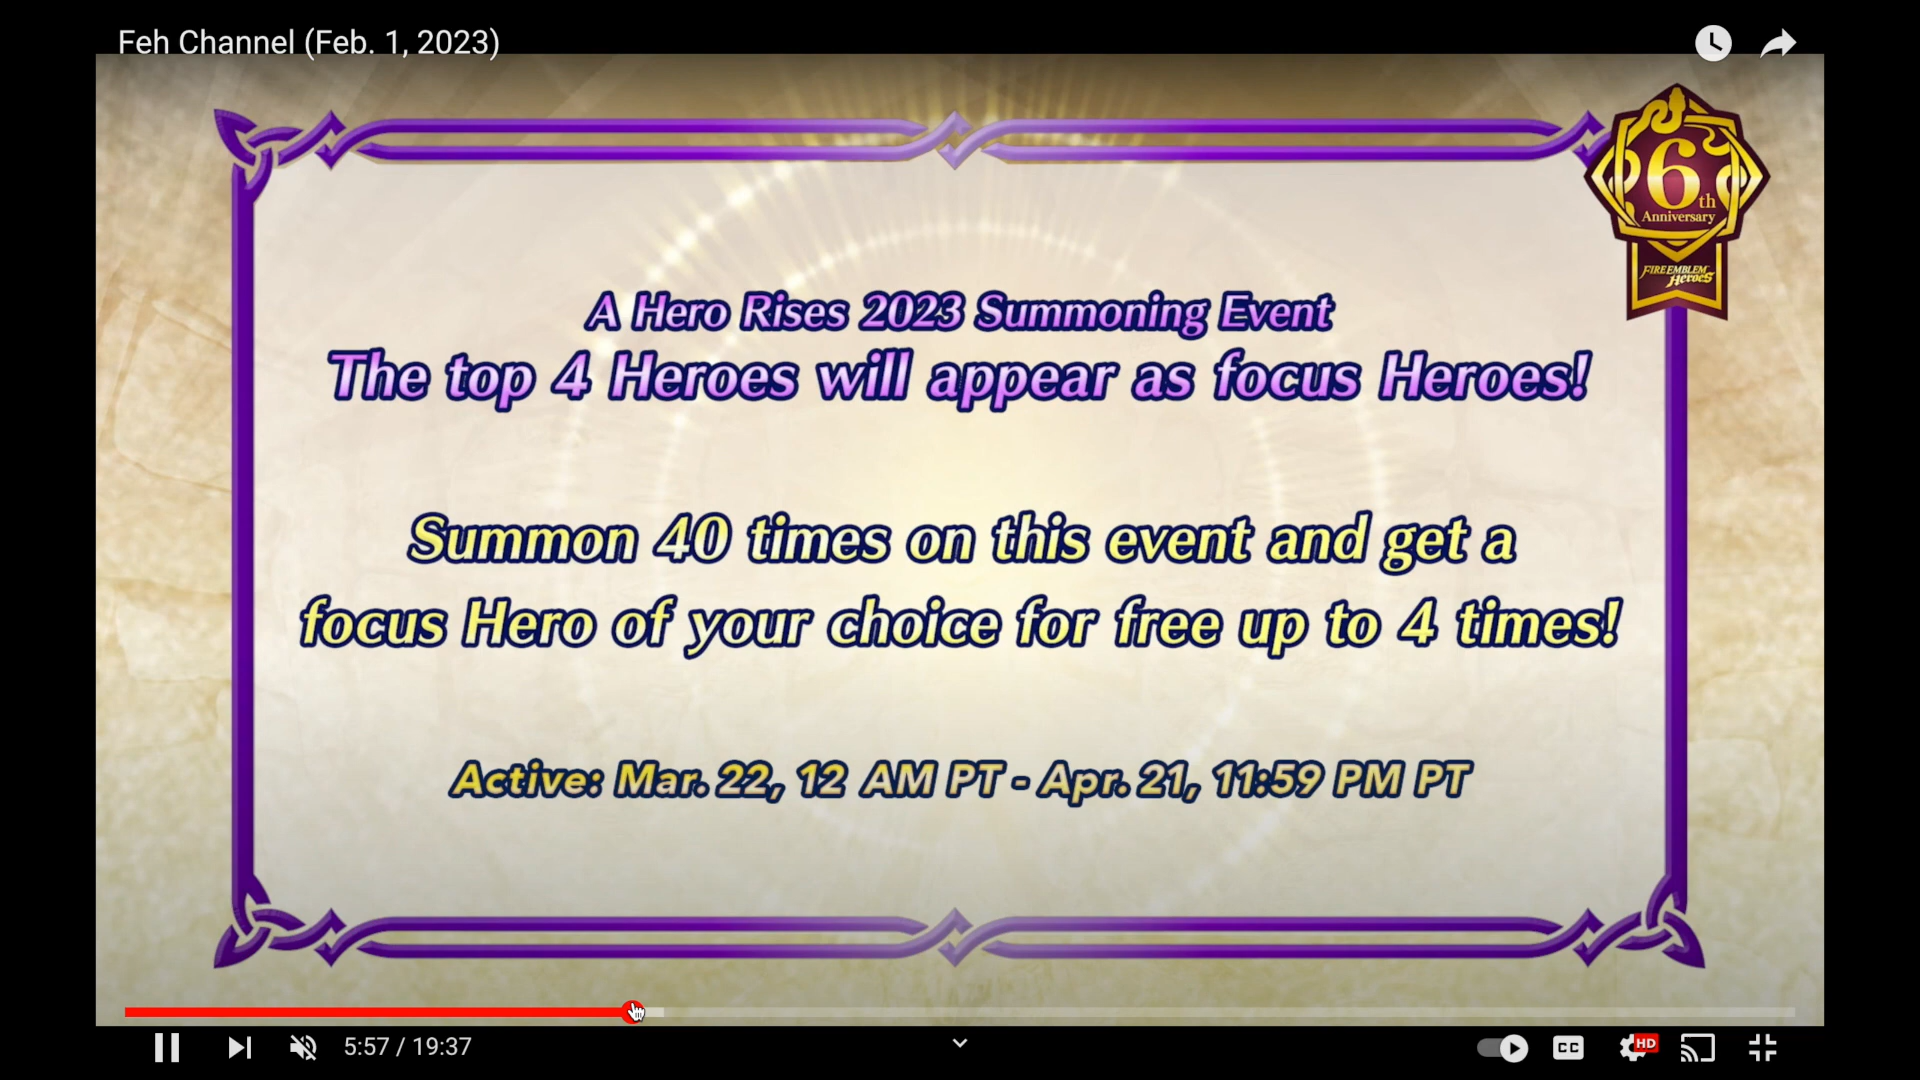 Feh Channel (Feb. 1, 2023)
6th
Anniversary
FIRE EMBLEM
Heroes
A Hero Rises 2023 Summoning Event
The top 4 Heroes will appear as focus Heroes!
Summon 40 times on this event and get a
focus Hero of your choice for free up to 4 times!
Active: Mar. 22, 12 AM PT - Apr. 21, 11:59 PM PT
5:57 / 19:37
CC
HD